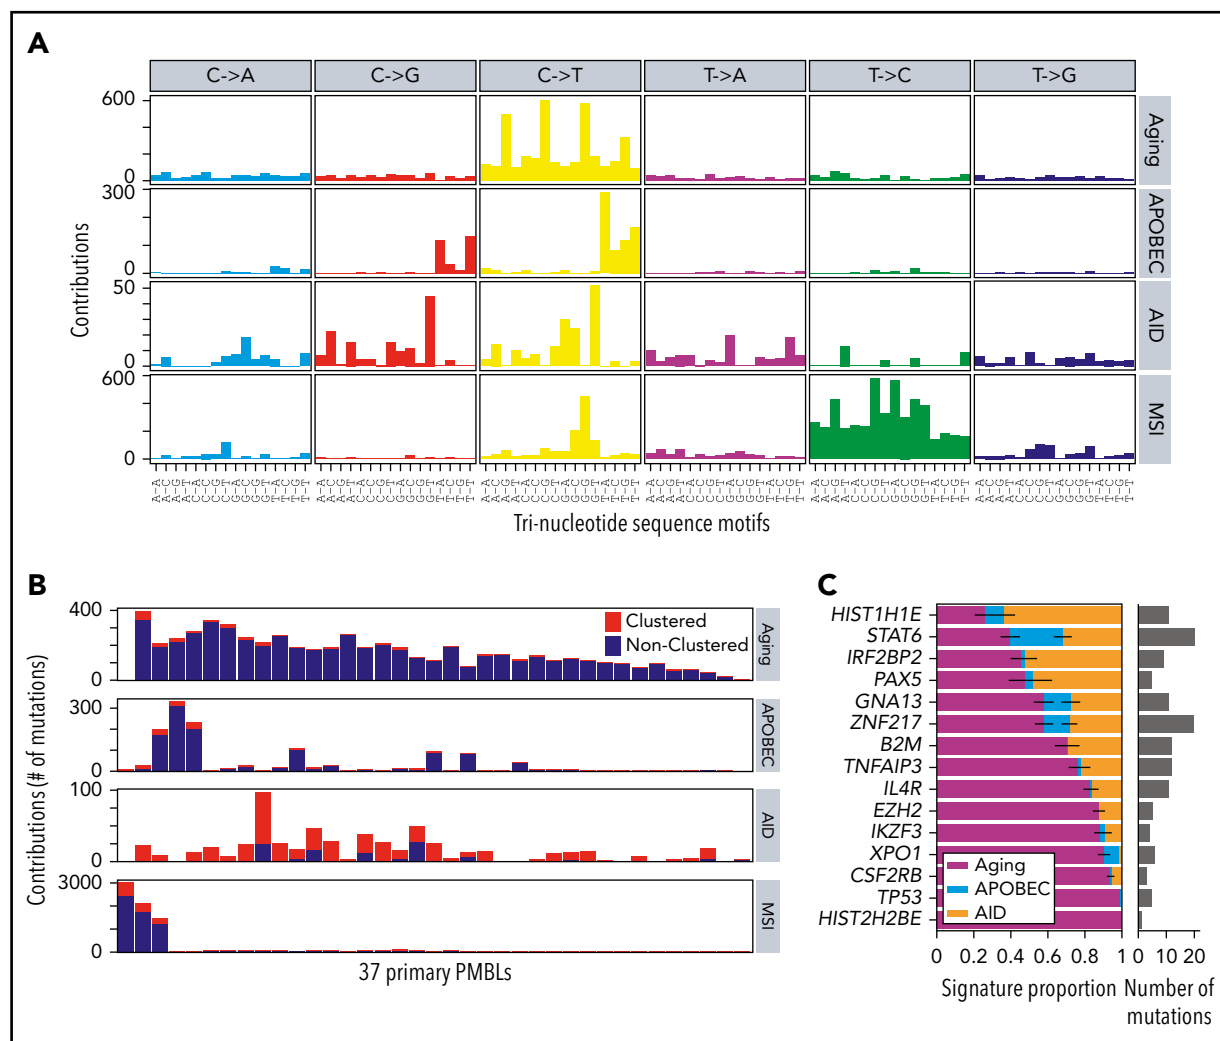 A
C->A C->G C->T T->A T->C T->G
600
0
Aging
300
0
APOBEC
50
0
AID
600
0
MSI
Contributions
Tri-nucleotide sequence motifs
B
400
0
Clustered
Non-Clustered
Aging
300
0
APOBEC
100
0
AID
3000
0
MSI
Contributions (# of mutations)
37 primary PMBLs
C
HIST1H1E
STAT6
IRF2BP2
PAX5
GNA13
ZNF217
B2M
TNFAIP3
IL4R
EZH2
IKZF3
XPO1
CSF2RB
TP53
HIST2H2BE
Aging
APOBEC
AID
0 0.2 0.4 0.6 0.8 1
Signature proportion
0 10 20
Number of
mutations